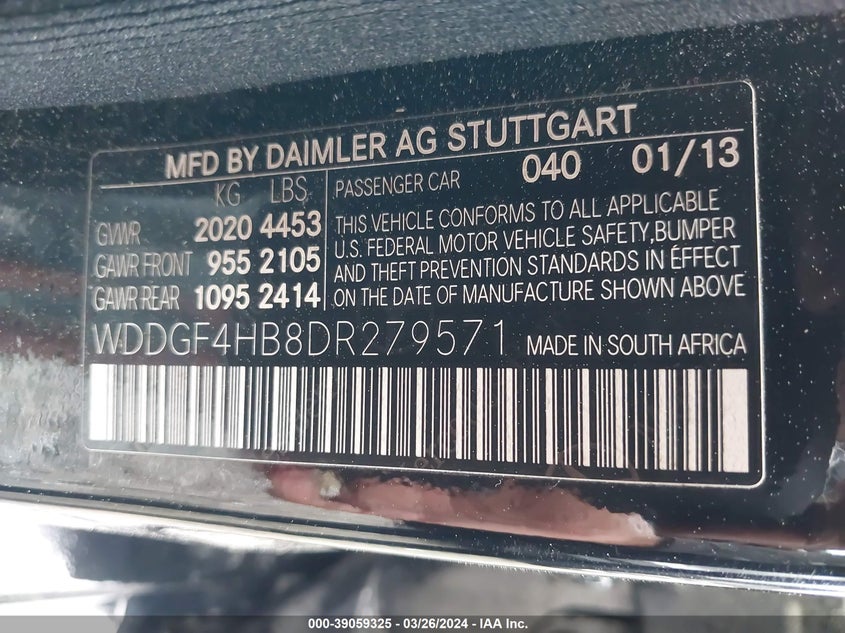 MFD BY DAIMLER AG STUTTGART
KG LBS
GVWR 2020 4453
GAWR FRONT 955 2105
GAWR REAR 1095 2414
PASSENGER CAR 040 01/13
THIS VEHICLE CONFORMS TO ALL APPLICABLE
U.S. FEDERAL MOTOR VEHICLE SAFETY,BUMPER
AND THEFT PREVENTION STANDARDS IN EFFECT
ON THE DATE OF MANUFACTURE SHOWN ABOVE
WDDGF4HB8DR279571 MADE IN SOUTH AFRICA
000-39059325 - 03/26/2024 - IAA Inc.